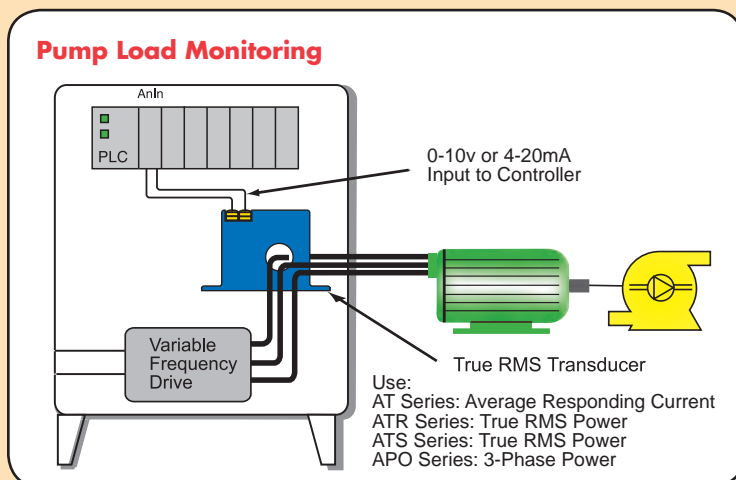 Pump Load Monitoring
AnIn
PLC
0-10v or 4-20mA
Input to Controller
Variable
Frequency
Drive
True RMS Transducer
Use:
AT Series: Average Responding Current
ATR Series: True RMS Power
ATS Series: True RMS Power
APO Series: 3-Phase Power